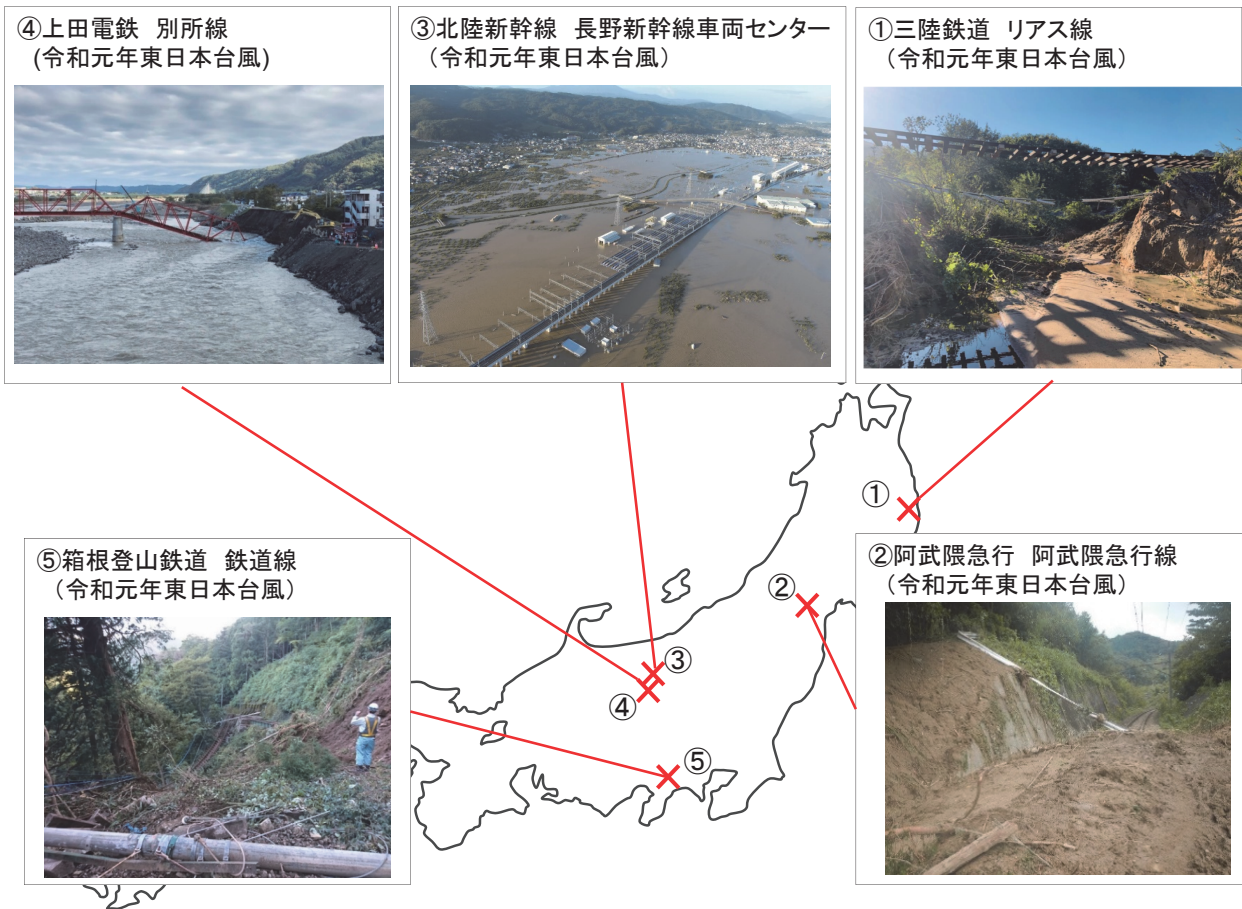 ④上田電鉄 別所線
(令和元年東日本台風)
③北陸新幹線 長野新幹線車両センター
（令和元年東日本台風）
①三陸鉄道 リアス線
（令和元年東日本台風）
①
⑤箱根登山鉄道 鉄道線
（令和元年東日本台風）
②阿武隈急行 阿武隈急行線
（令和元年東日本台風）
②
③
④
⑤